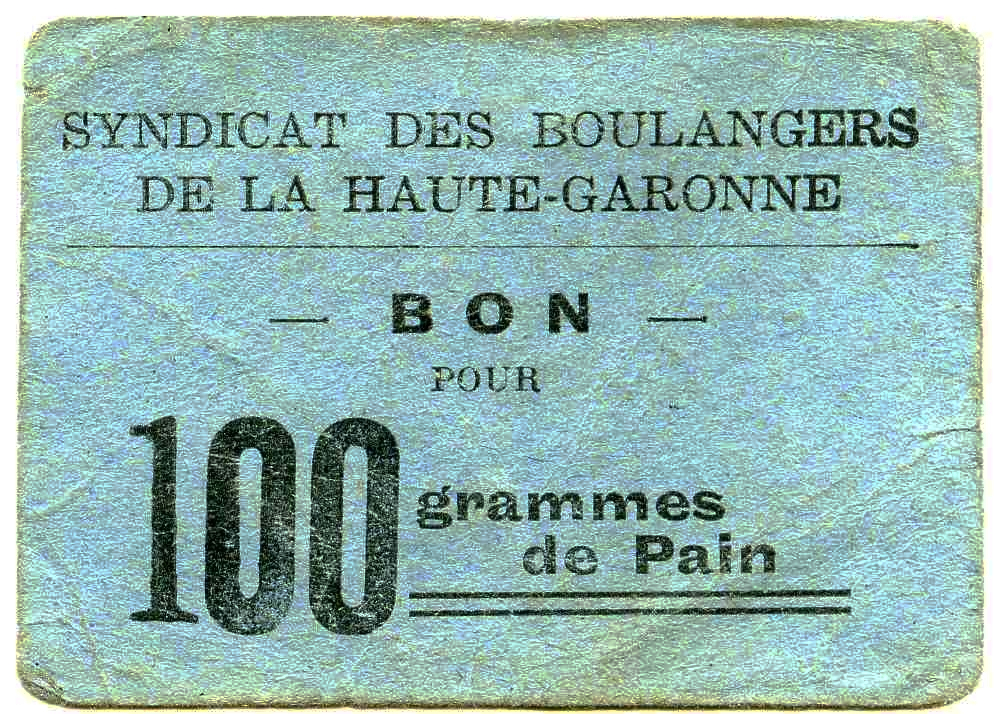 SYNDICAT DES BOULANGERS
DE LA HAUTE-GARONNE
— BON —
POUR
100 grammes
de Pain